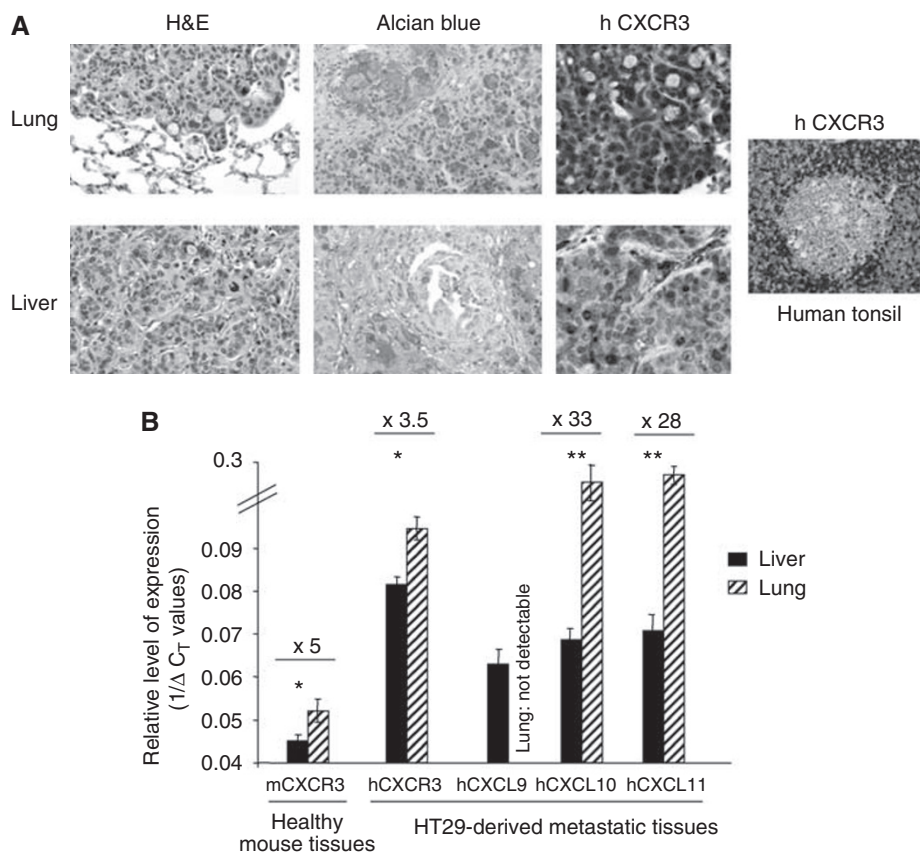 A
H&E
Alcian blue
h CXCR3
Lung
h CXCR3
Liver
Human tonsil
B
x 3.5
x 33
x 28
*
**
**
0.3
0.09
0.08
0.07
0.06
0.05
0.04
Relative level of expression
(1/Δ CT values)
x 5
*
Lung: not detectable
Liver
Lung
mCXCR3
hCXCR3
hCXCL9
hCXCL10
hCXCL11
Healthy
mouse tissues
HT29-derived metastatic tissues